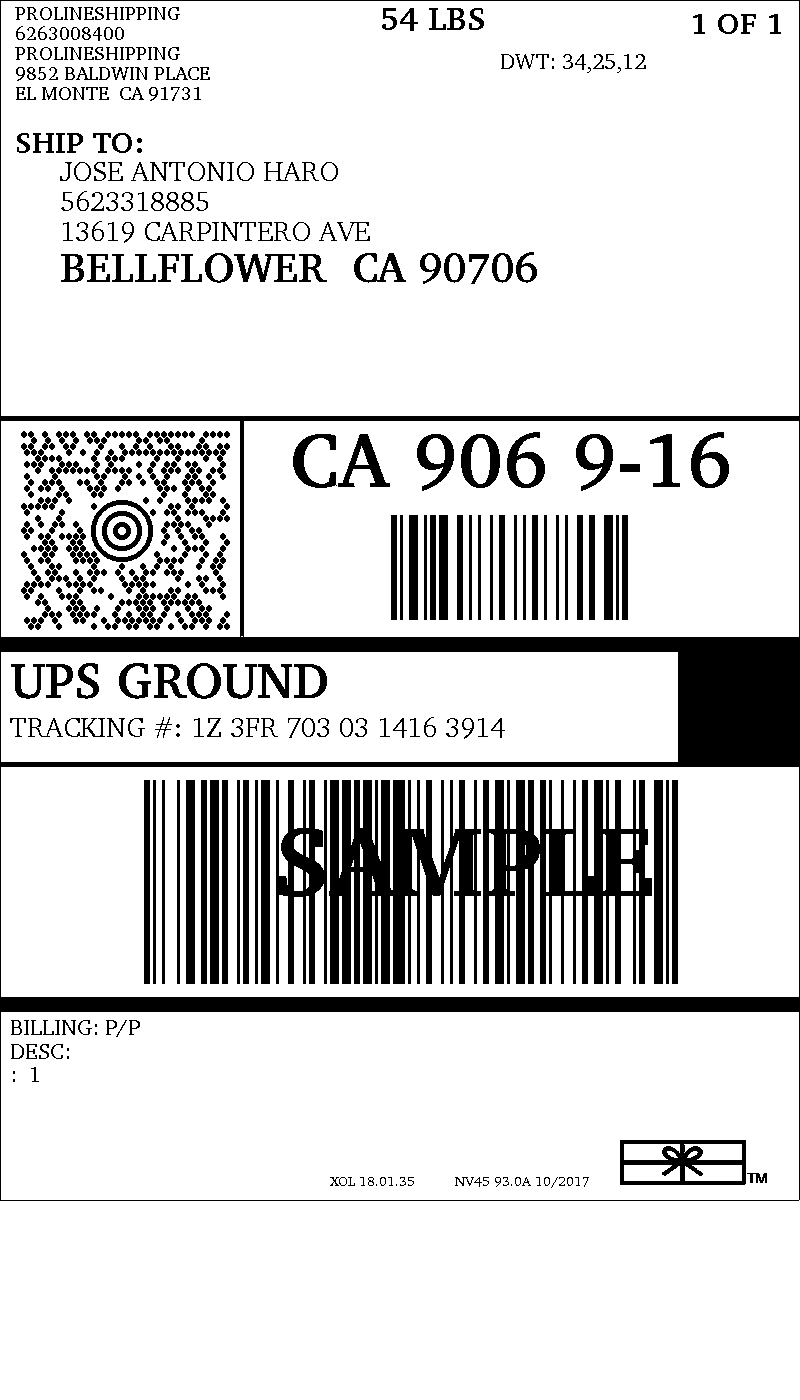 PROLINESHIPPING
6263008400
PROLINESHIPPING
9852 BALDWIN PLACE
EL MONTE  CA 91731
54 LBS
1 OF 1
DWT: 34,25,12
SHIP TO:
JOSE ANTONIO HARO
5623318885
13619 CARPINTERO AVE
BELLFLOWER  CA 90706
CA 906 9-16
UPS GROUND
TRACKING #: 1Z 3FR 703 03 1416 3914
SAMPLE
BILLING: P/P
DESC:
:  1
XOL 18.01.35
NV45 93.0A 10/2017
TM